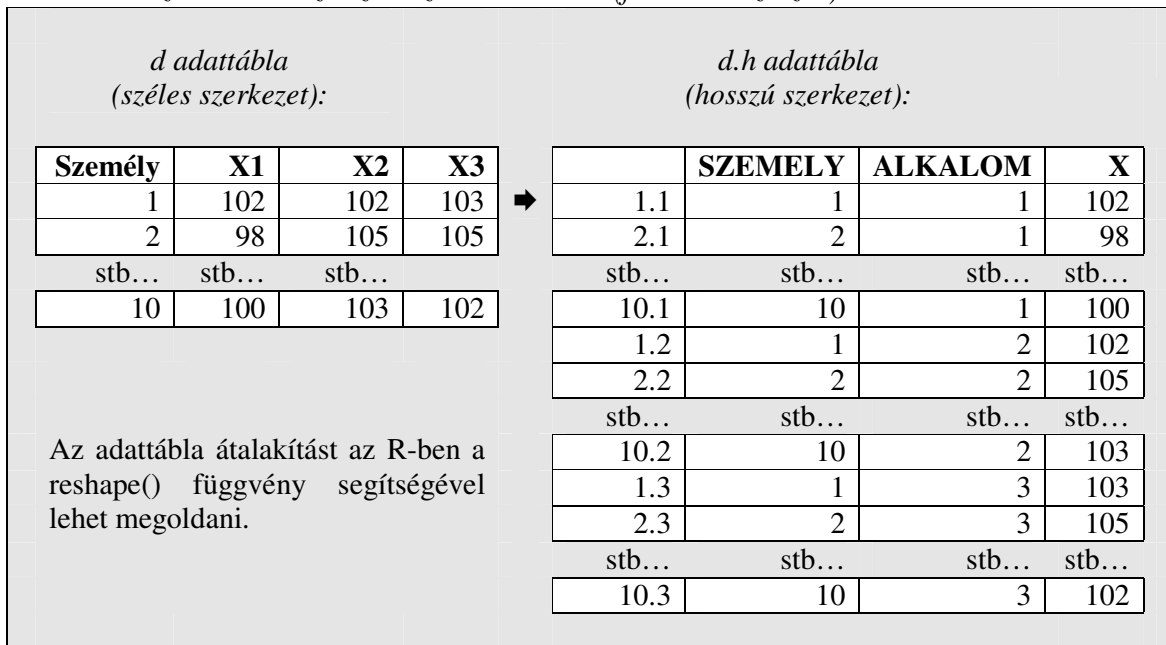 d adattábla
(széles szerkezet):
Személy X1 X2 X3
1 102 102 103
2 98 105 105
stb… stb… stb…
10 100 103 102
Az adattábla átalakítást az R-ben a
reshape() függvény segítségével
lehet megoldani.
d.h adattábla
(hosszú szerkezet):
SZEMELY ALKALOM X
1.1 1 1 102
2.1 2 1 98
stb… stb… stb… stb…
10.1 10 1 100
1.2 1 2 102
2.2 2 2 105
stb… stb… stb… stb…
10.2 10 2 103
1.3 1 3 103
2.3 2 3 105
stb… stb… stb… stb…
10.3 10 3 102